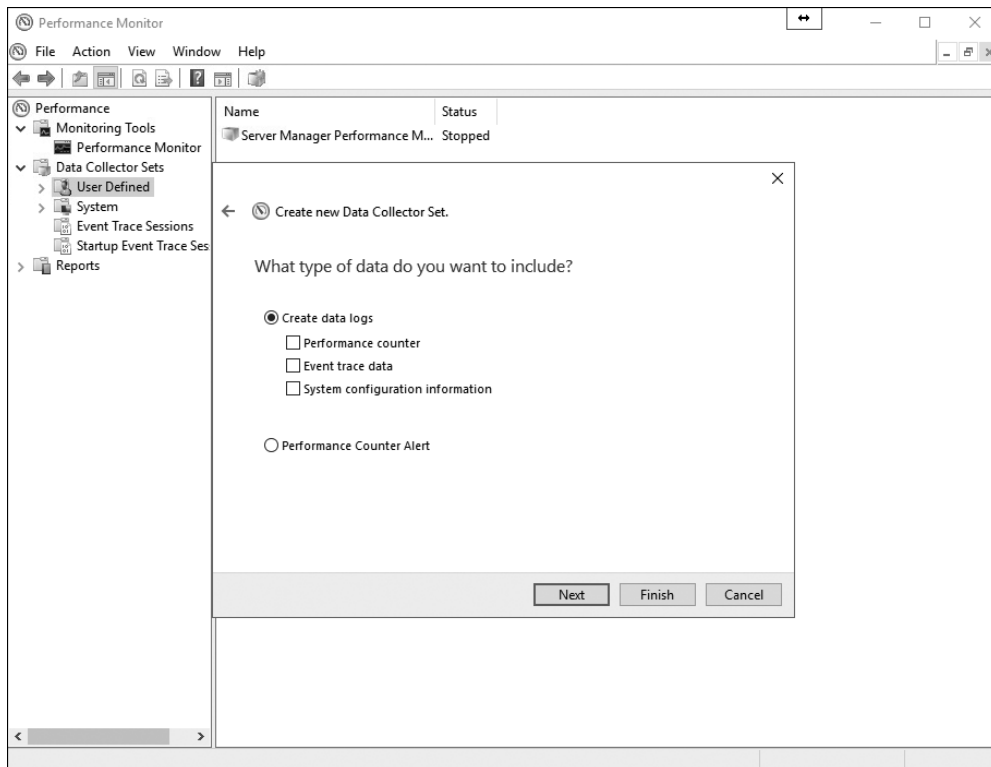 Performance Monitor
File Action View Window Help
Performance
Monitoring Tools
Performance Monitor
Data Collector Sets
User Defined
System
Event Trace Sessions
Startup Event Trace Ses
Reports
Name Status
Server Manager Performance M... Stopped
Create new Data Collector Set.
What type of data do you want to include?
Create data logs
Performance counter
Event trace data
System configuration information
Performance Counter Alert
Next Finish Cancel